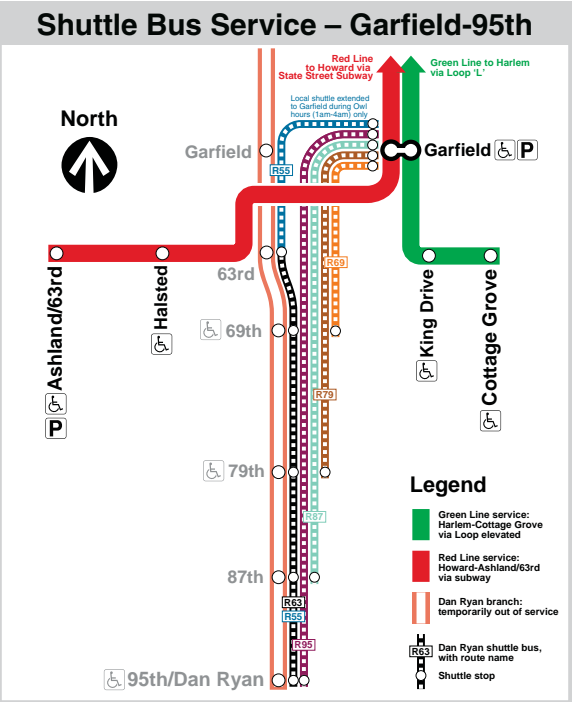 Shuttle Bus Service – Garfield-95th
Red Line
to Howard via
State Street Subway
Green Line to Harlem
via Loop ‘L’
Local shuttle extended
to Garfield during Owl
hours (1am-4am) only
North
Garfield
Garfield
P
R55
63rd
R69
Ashland/63rd
P
Halsted
King Drive
Cottage Grove
69th
R79
79th
R87
87th
R63
R55
R95
95th/Dan Ryan
Legend
Green Line service:
Harlem-Cottage Grove
via Loop elevated
Red Line service:
Howard-Ashland/63rd
via subway
Dan Ryan branch:
temporarily out of service
R63
Dan Ryan shuttle bus,
with route name
Shuttle stop